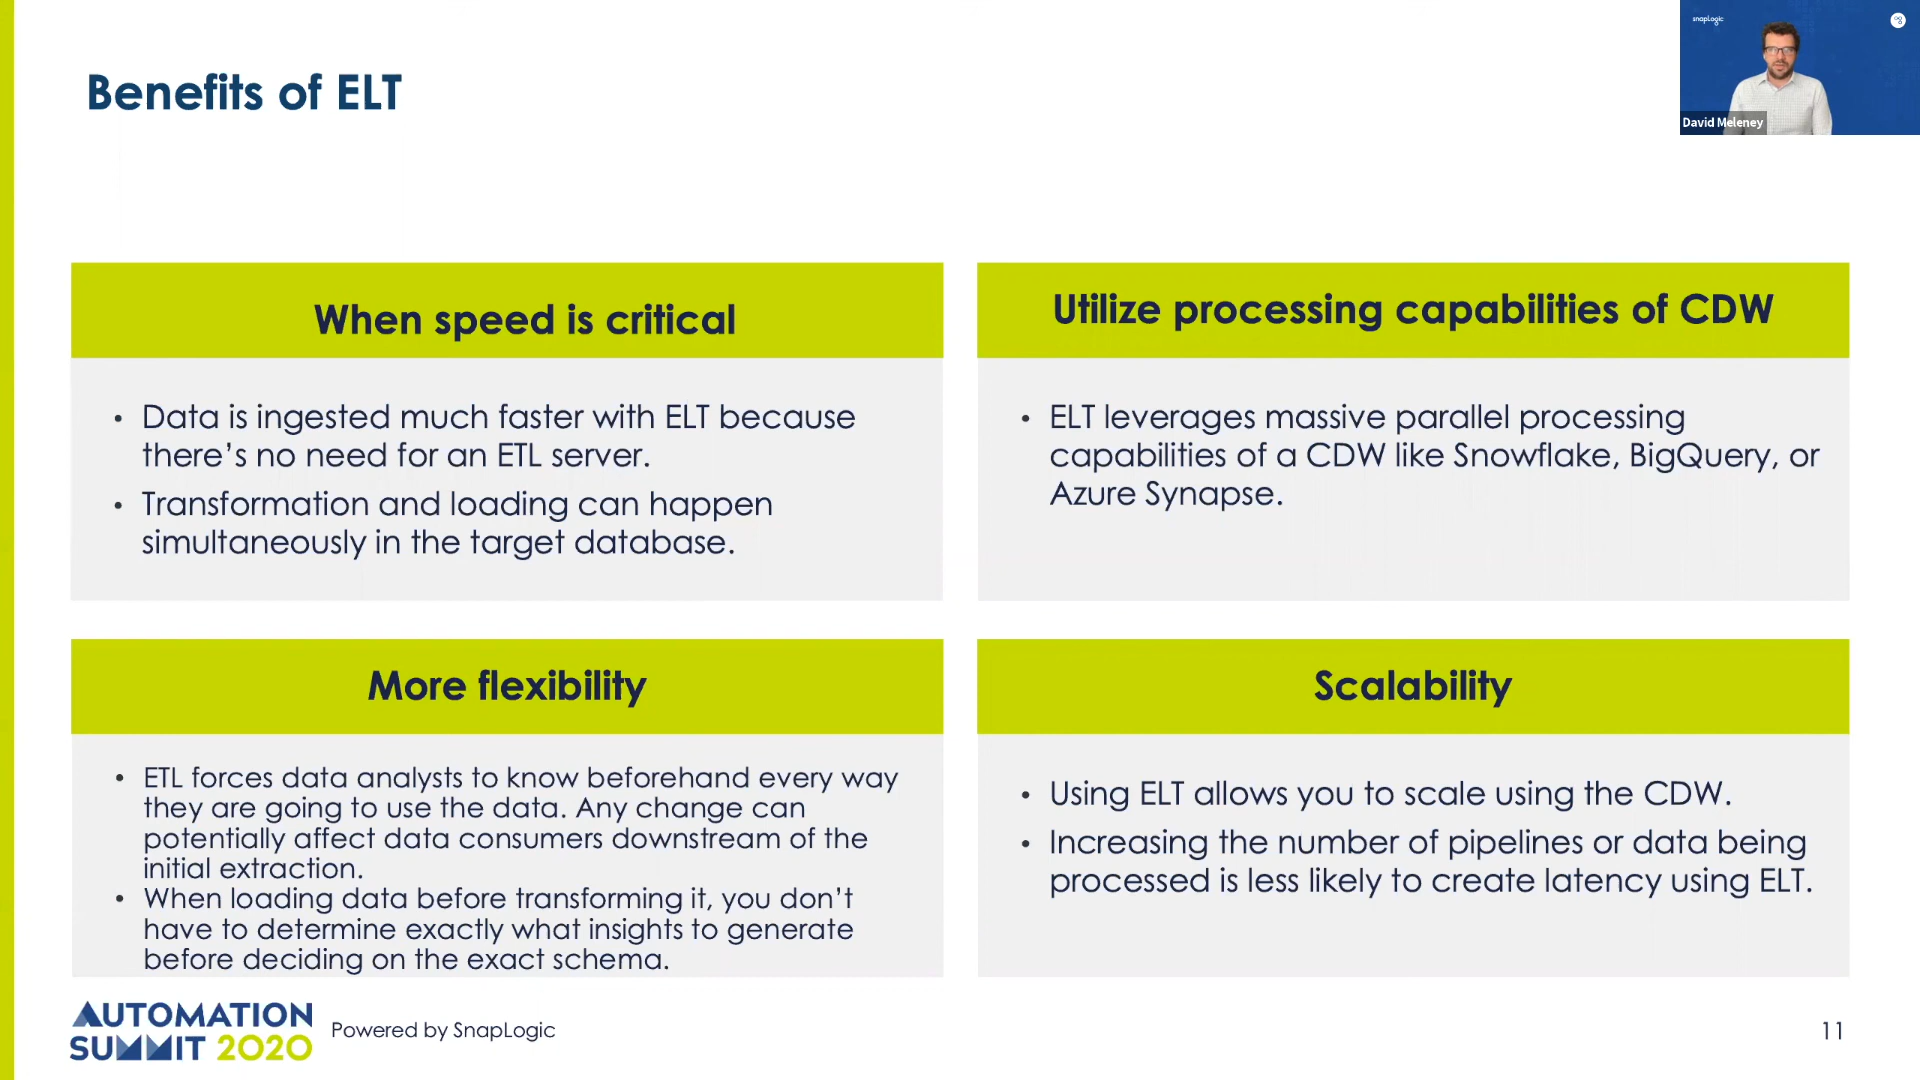 Benefits of ELT
snapLogic
David Meleney
When speed is critical
• Data is ingested much faster with ELT because
there’s no need for an ETL server.
• Transformation and loading can happen
simultaneously in the target database.
Utilize processing capabilities of CDW
• ELT leverages massive parallel processing
capabilities of a CDW like Snowflake, BigQuery, or
Azure Synapse.
More flexibility
• ETL forces data analysts to know beforehand every way
they are going to use the data. Any change can
potentially affect data consumers downstream of the
initial extraction.
• When loading data before transforming it, you don’t
have to determine exactly what insights to generate
before deciding on the exact schema.
Scalability
• Using ELT allows you to scale using the CDW.
• Increasing the number of pipelines or data being
processed is less likely to create latency using ELT.
AUTOMATION
SUMMIT 2020
Powered by SnapLogic
11